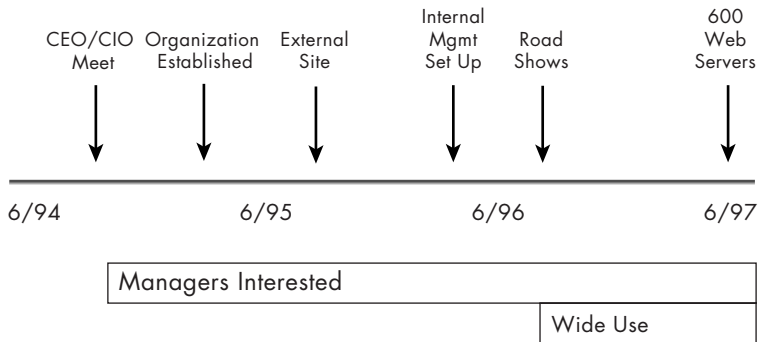 CEO/CIO
Meet
Organization
Established
External
Site
Internal
Mgmt
Set Up
Road
Shows
600
Web
Servers
6/94 6/95 6/96 6/97
Managers Interested
Wide Use